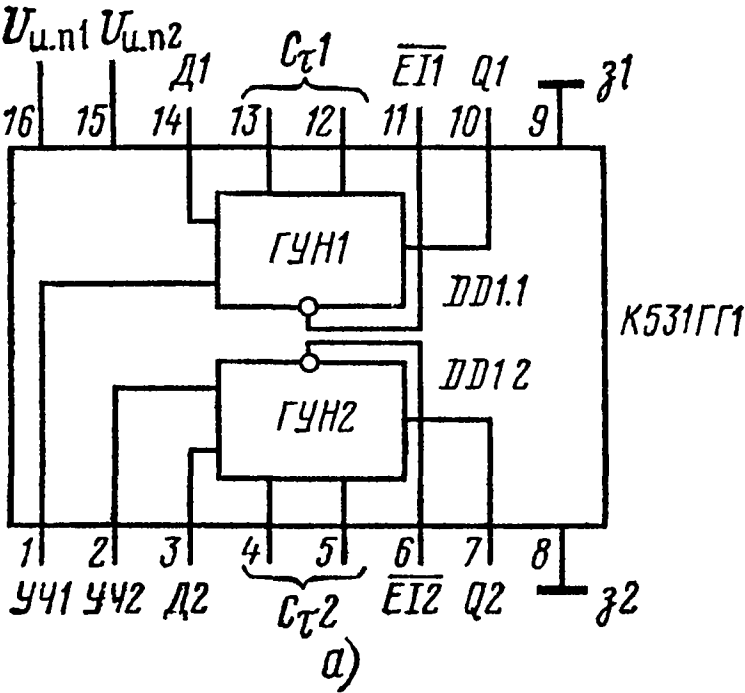 Uи.п1 Uи.п2
Д1 Cτ1 EI1 Q1 з1
16 15 14 13 12 11 10 9
ГУН1
DD1.1
К531ГГ1
DD1 2
ГУН2
1 2 3 4 5 6 7 8
УЧ1 УЧ2 Д2 Cτ2 EI2 Q2 з2
а)